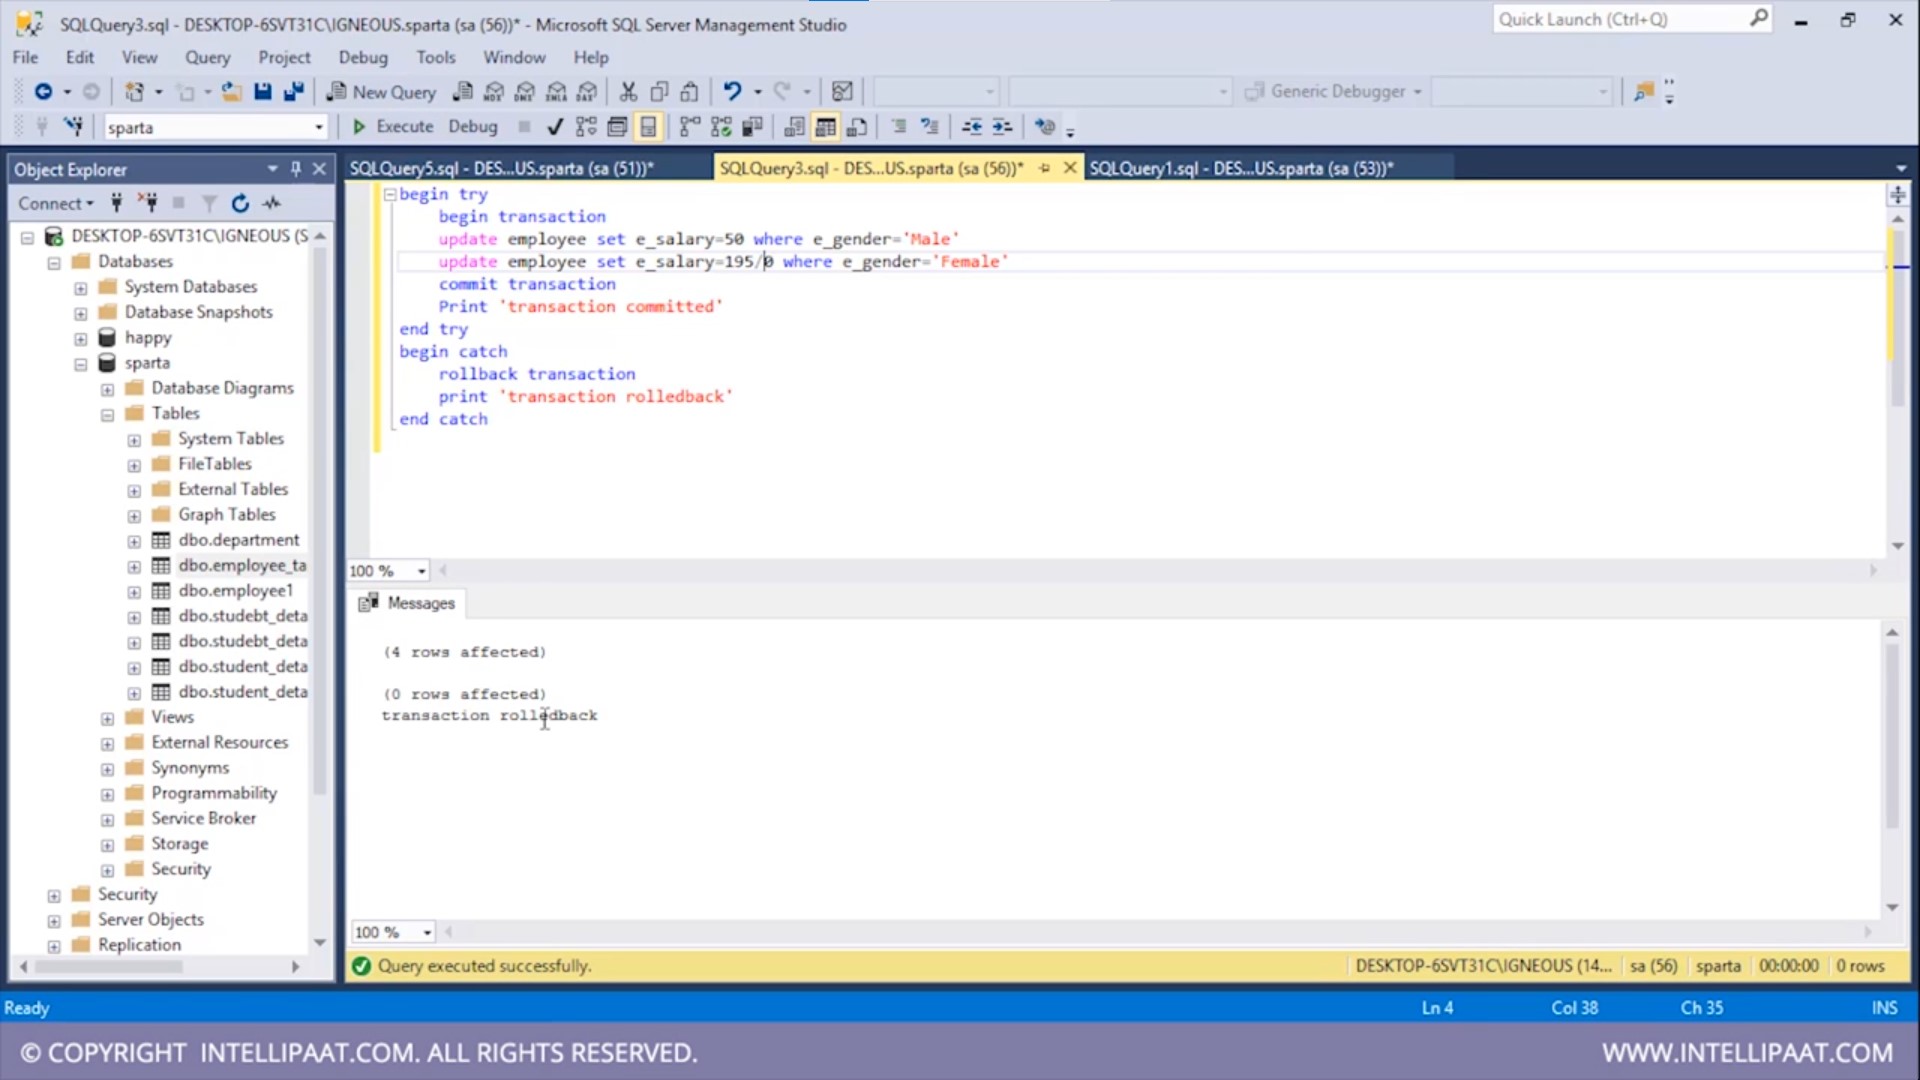 SQLQuery3.sql - DESKTOP-6SVT31C\IGNEOUS.sparta (sa (56))* - Microsoft SQL Server Management Studio
Quick Launch (Ctrl+Q)
File Edit View Query Project Debug Tools Window Help
New Query
Generic Debugger
sparta
Execute Debug
Object Explorer
SQLQuery5.sql - DES...US.sparta (sa (51))*
SQLQuery3.sql - DES...US.sparta (sa (56))*
SQLQuery1.sql - DES...US.sparta (sa (53))*
Connect
DESKTOP-6SVT31C\IGNEOUS (S
Databases
System Databases
Database Snapshots
happy
sparta
Database Diagrams
Tables
System Tables
FileTables
External Tables
Graph Tables
dbo.department
dbo.employee_ta
dbo.employee1
dbo.studebt_deta
dbo.studebt_deta
dbo.student_deta
dbo.student_deta
Views
External Resources
Synonyms
Programmability
Service Broker
Storage
Security
Security
Server Objects
Replication
begin try
begin transaction
update employee set e_salary=50 where e_gender='Male'
update employee set e_salary=195/0 where e_gender='Female'
commit transaction
Print 'transaction committed'
end try
begin catch
rollback transaction
print 'transaction rolledback'
end catch
100 %
Messages
(4 rows affected)
(0 rows affected)
transaction rolledback
100 %
Query executed successfully.
DESKTOP-6SVT31C\IGNEOUS (14... sa (56) sparta 00:00:00 0 rows
Ready
Ln 4 Col 38 Ch 35 INS
© COPYRIGHT INTELLIPAAT.COM. ALL RIGHTS RESERVED.
WWW.INTELLIPAAT.COM